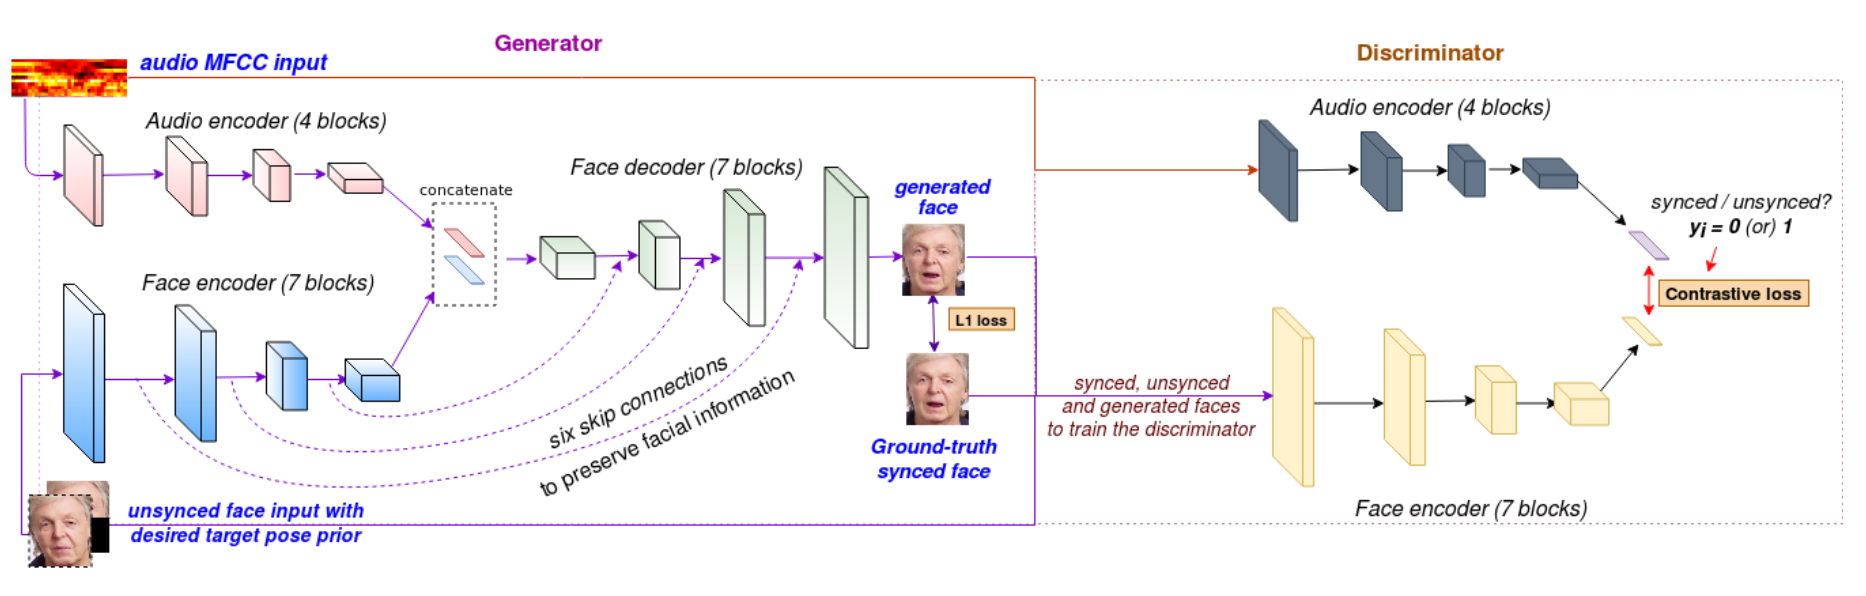 Generator
Discriminator
audio MFCC input
Audio encoder (4 blocks)
Face decoder (7 blocks)
concatenate
Face encoder (7 blocks)
generated
face
L1 loss
Ground-truth
synced face
six skip connections
to preserve facial information
unsynced face input with
desired target pose prior
Audio encoder (4 blocks)
synced / unsynced?
yi = 0 (or) 1
Contrastive loss
synced, unsynced
and generated faces
to train the discriminator
Face encoder (7 blocks)